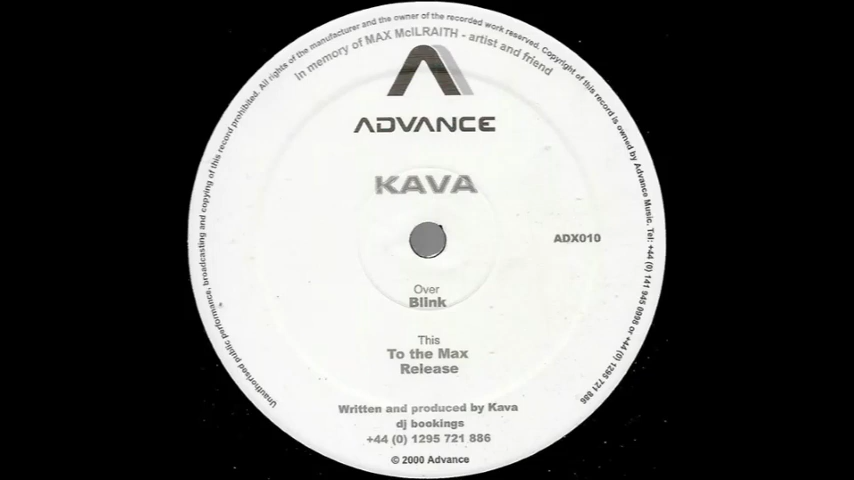 Unauthorised public performance, broadcasting and copying of this record prohibited. All rights of the manufacturer and the owner of the recorded work reserved. Copyright of this record is owned by Advance Music. Tel: +44 (0) 141 945 0998 or +44 (0) 1295 721 886
In memory of MAX McILRAITH - artist and friend
ADVANCE
KAVA
ADX010
Over
Blink
This
To the Max
Release
Written and produced by Kava
dj bookings
+44 (0) 1295 721 886
© 2000 Advance